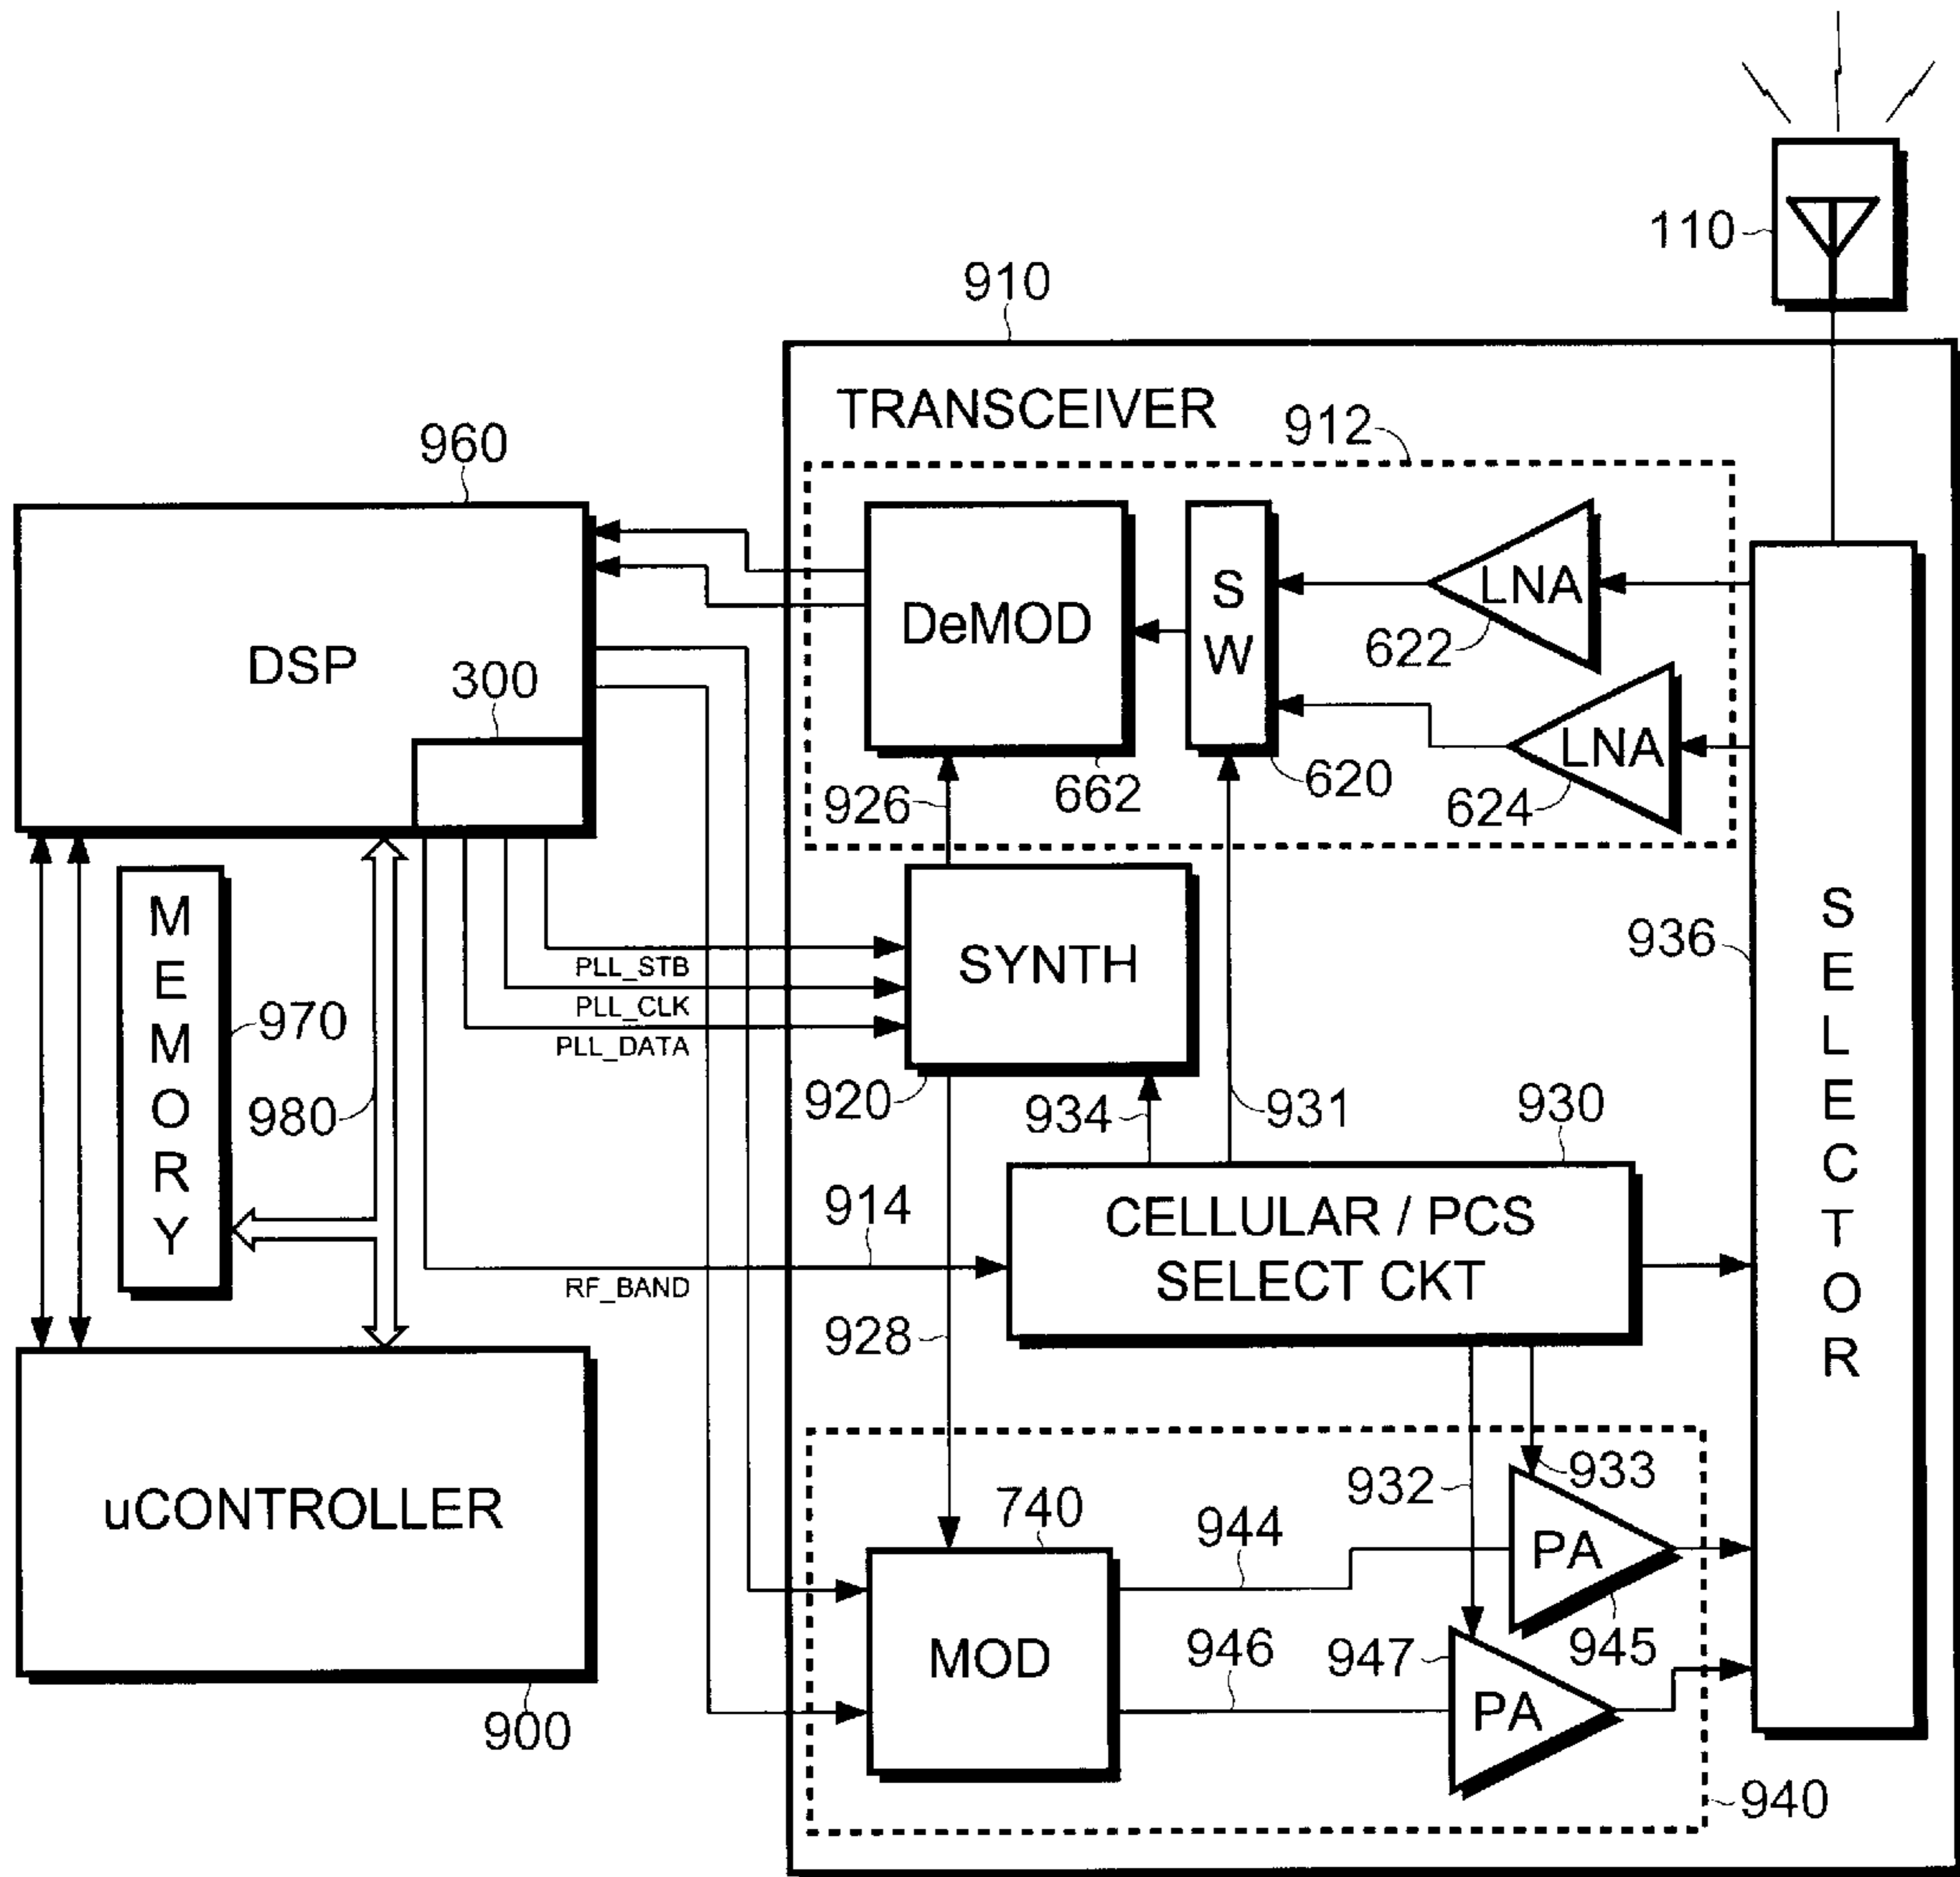 110
910
TRANSCEIVER
912
960
DSP
300
DeMOD
S
W
LNA
622
LNA
624
620
662
926
SYNTH
920
PLL_STB
PLL_CLK
PLL_DATA
M
E
M
O
R
Y
970
980
934
931
930
936
S
E
L
E
C
T
O
R
914
RF_BAND
CELLULAR / PCS
SELECT CKT
928
uCONTROLLER
900
740
MOD
944
946
932
933
PA
945
947
PA
940